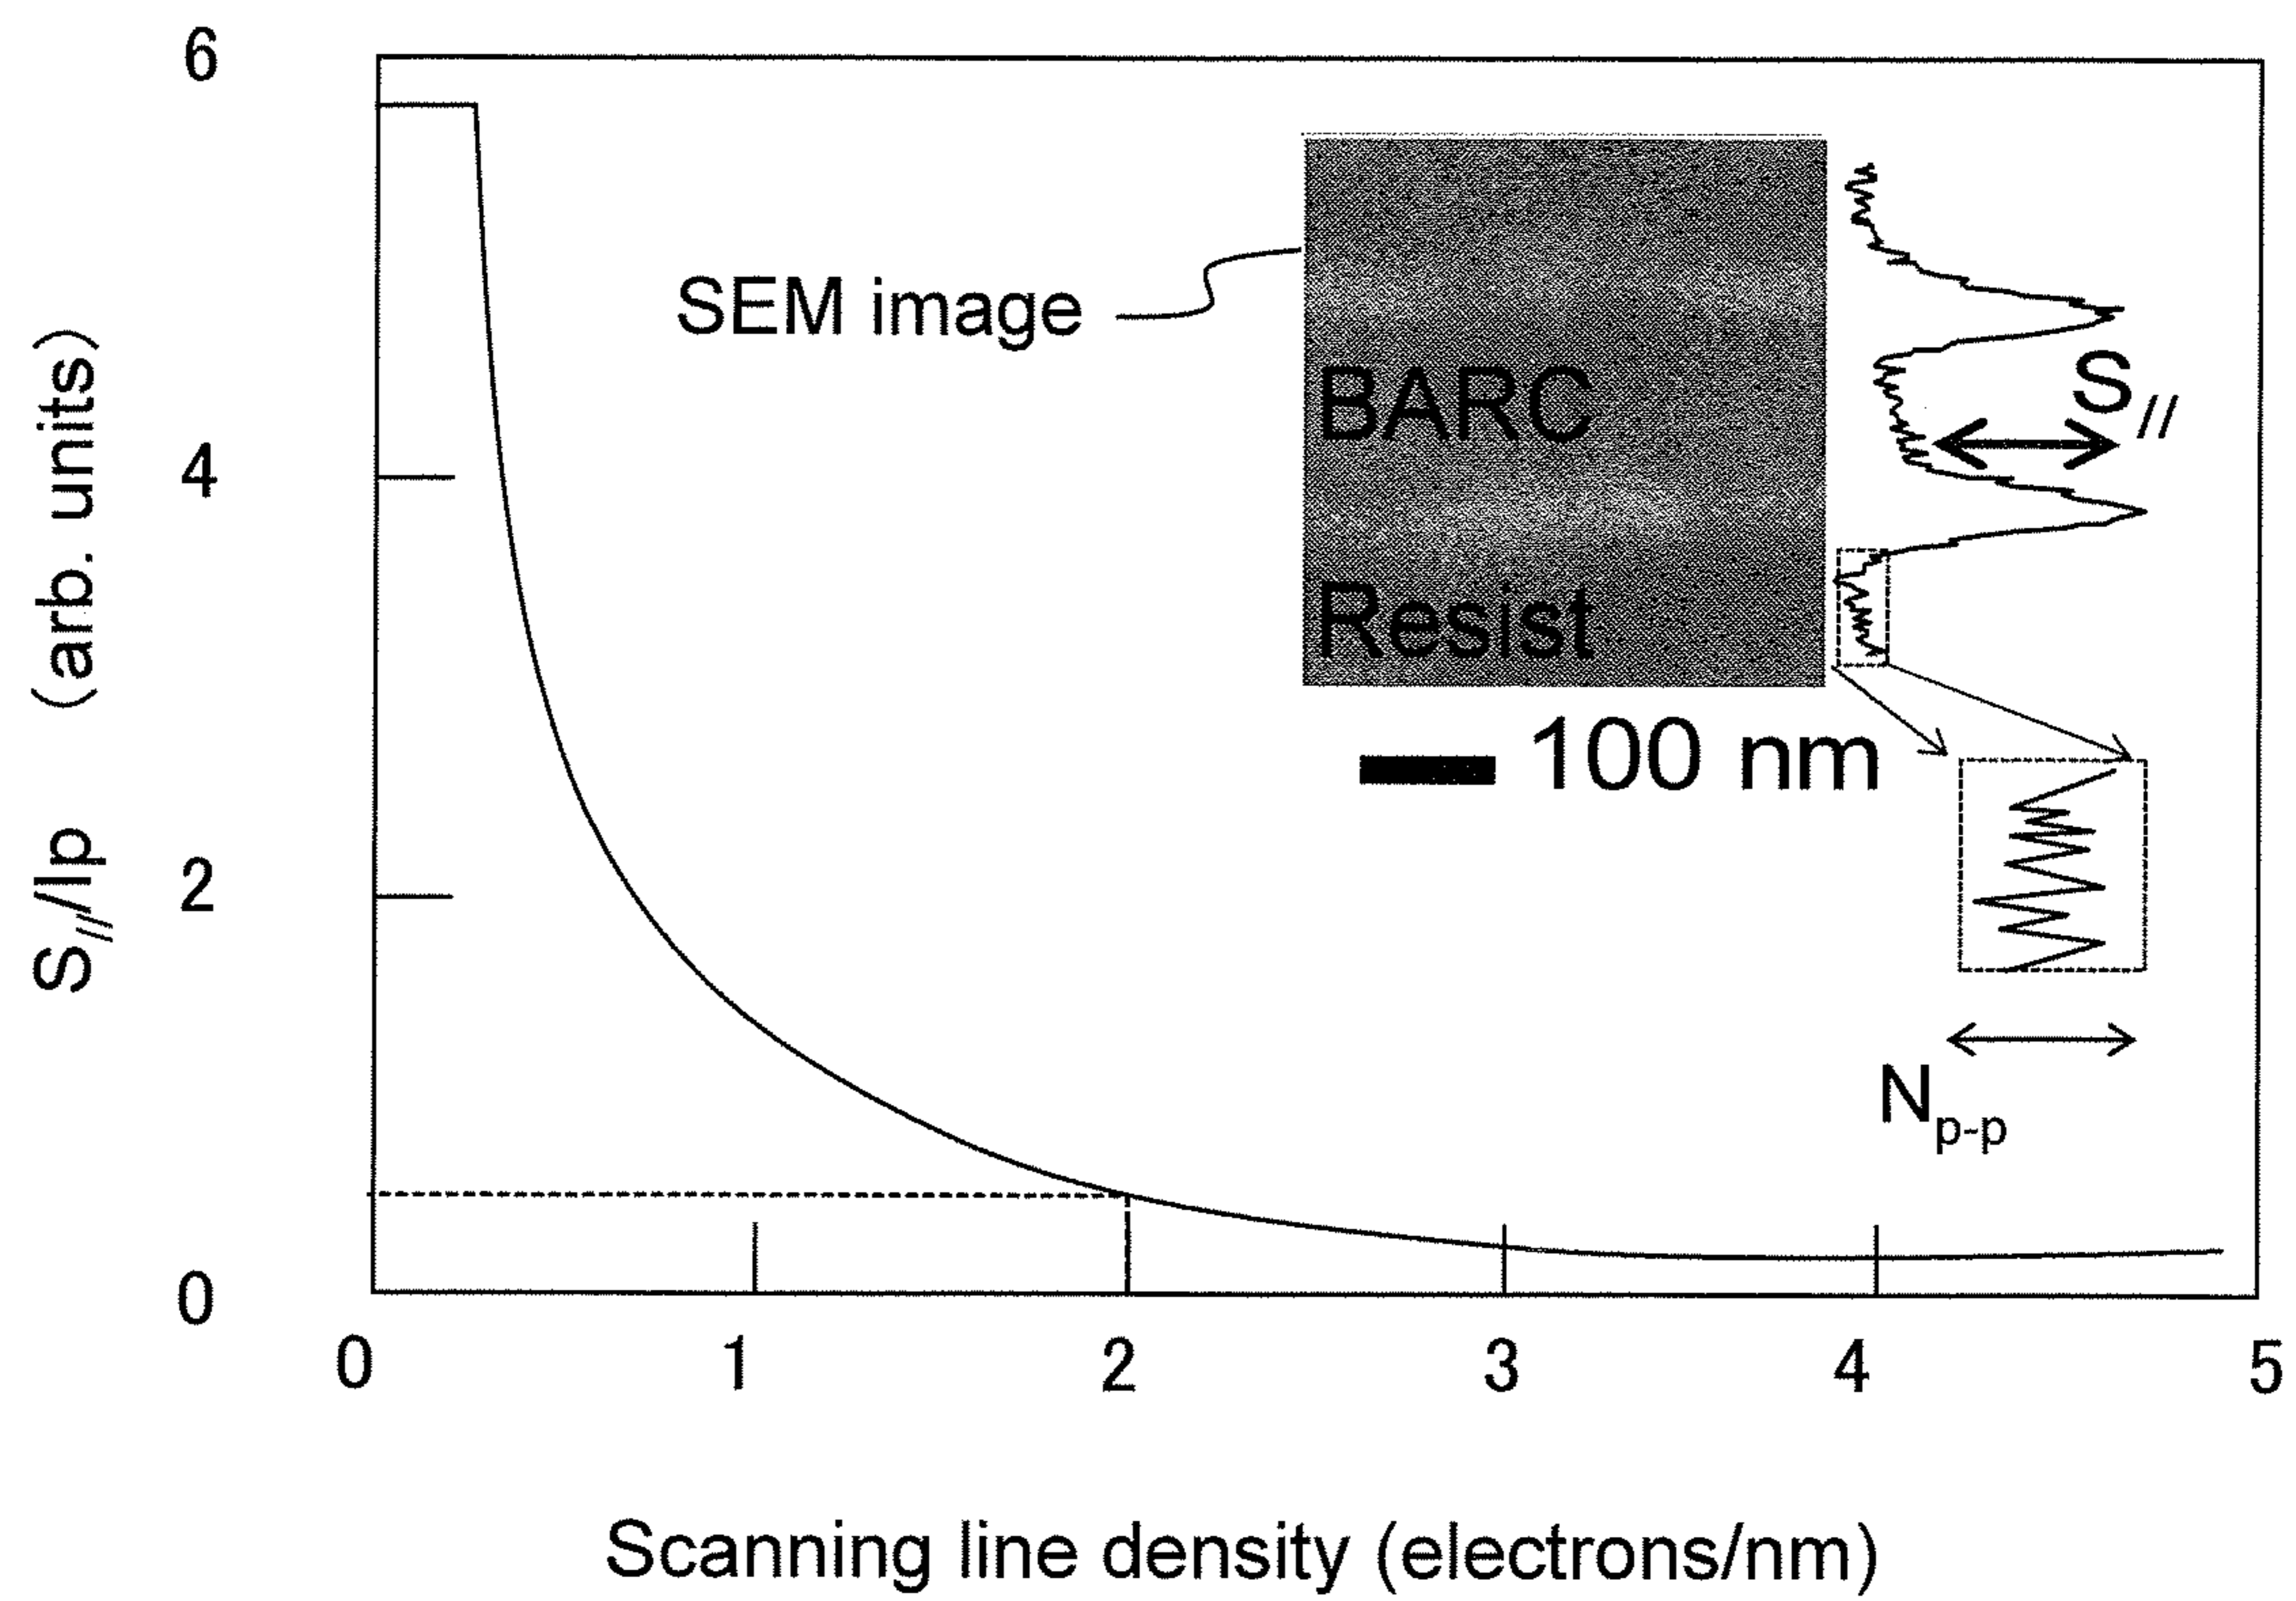 6
4
2
0
S///Ip (arb. units)
SEM image
BARC
Resist
S//
100 nm
Np-p
0 1 2 3 4 5
Scanning line density (electrons/nm)